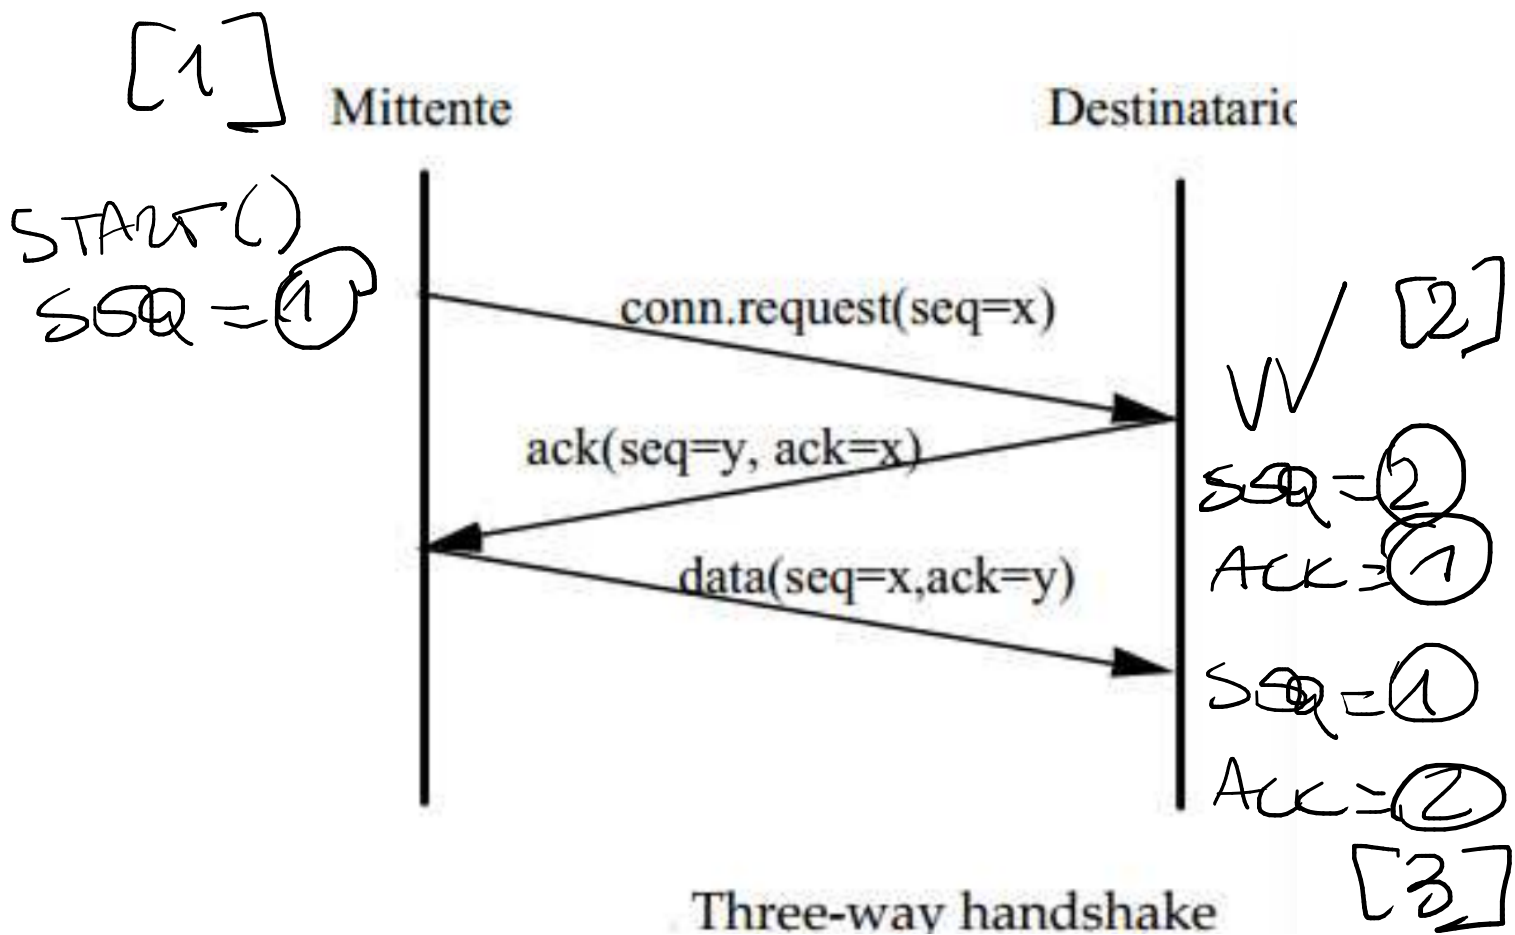 [1]
Mittente
Destinatario
START()
SEQ = 1
conn.request(seq=x)
[2]
ack(seq=y, ack=x)
SEQ = 2
ACK = 1
data(seq=x,ack=y)
SEQ = 1
ACK = 2
[3]
Three-way handshake